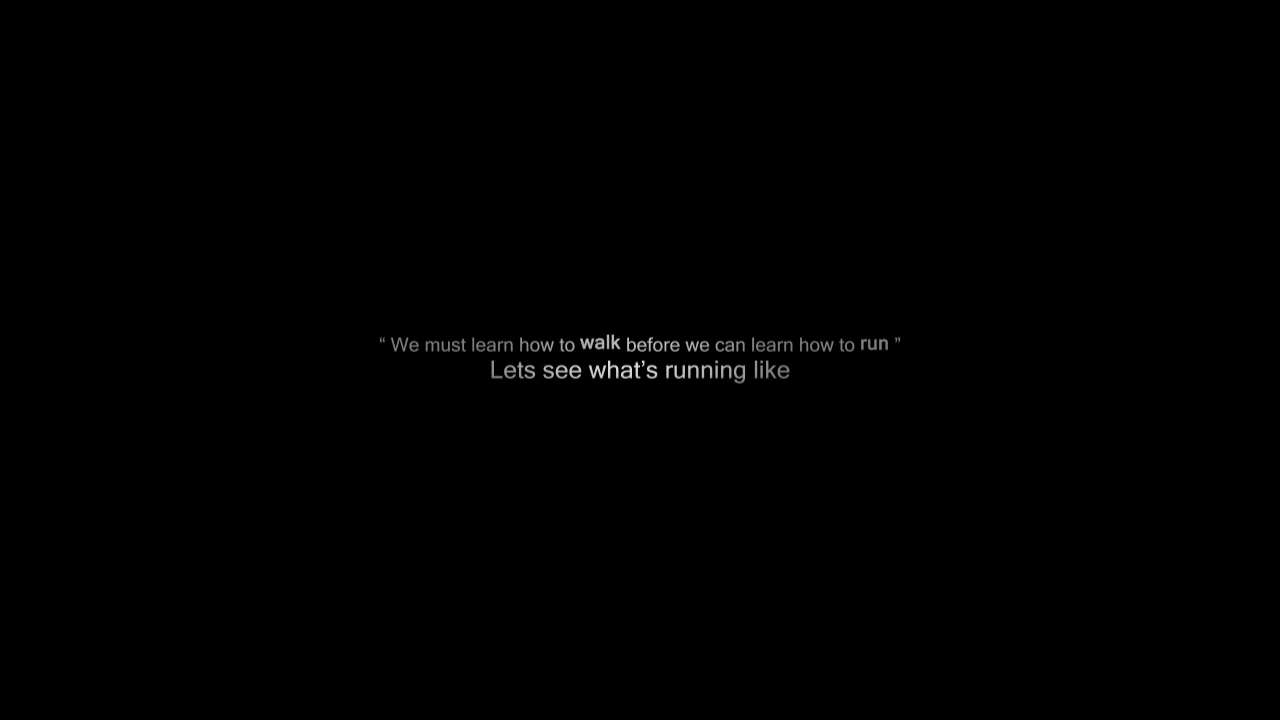 “ We must learn how to walk before we can learn how to run ”
Lets see what’s running like